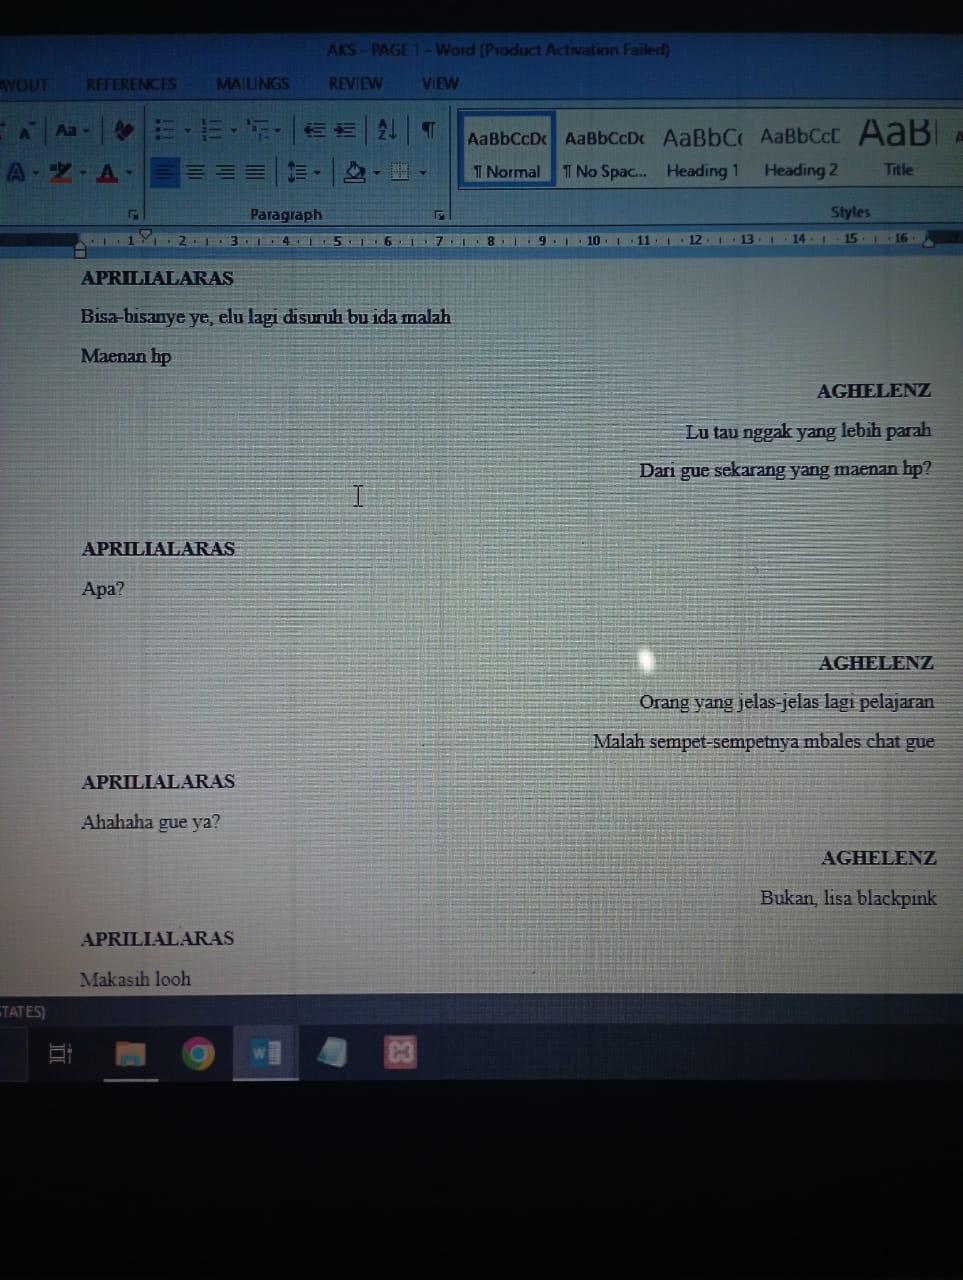 AKS - PAGE 1 - Word (Product Activation Failed)
REFERENCES MAILINGS REVIEW VIEW
Aa
AaBbCcDc AaBbCcDc AaBbC AaBbCcD AaB
¶ Normal ¶ No Spac... Heading 1 Heading 2 Title
Paragraph Styles
1 2 3 4 5 6 7 8 9 10 11 12 13 14 15 16
APRILIALARAS
Bisa-bisanye ye, elu lagi disuruh bu ida malah
Maenan hp
AGHELENZ
Lu tau nggak yang lebih parah
Dari gue sekarang yang maenan hp?
APRILIALARAS
Apa?
AGHELENZ
Orang yang jelas-jelas lagi pelajaran
Malah sempet-sempetnya mbales chat gue
APRILIALARAS
Ahahaha gue ya?
AGHELENZ
Bukan, lisa blackpink
APRILIALARAS
Makasih looh
STATES)